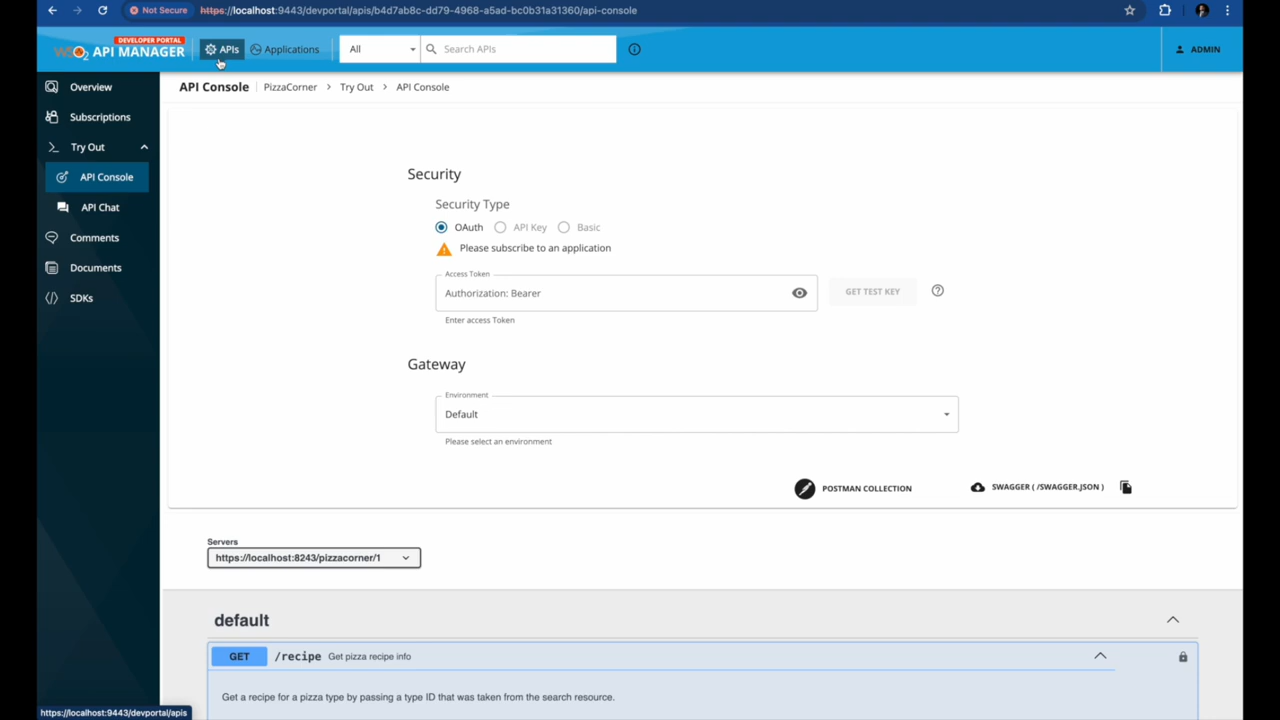 Not Secure https://localhost:9443/devportal/apis/b4d7ab8c-dd79-4968-a5ad-bc0b31a31360/api-console
DEVELOPER PORTAL
WSO2 API MANAGER
APIs
Applications
All
Search APIs
ADMIN
Overview
Subscriptions
Try Out
API Console
API Chat
Comments
Documents
SDKs
API Console PizzaCorner > Try Out > API Console
Security
Security Type
OAuth API Key Basic
Please subscribe to an application
Access Token
Authorization: Bearer
GET TEST KEY
Enter access Token
Gateway
Environment
Default
Please select an environment
POSTMAN COLLECTION
SWAGGER ( /SWAGGER.JSON )
Servers
https://localhost:8243/pizzacorner/1
default
GET /recipe Get pizza recipe info
Get a recipe for a pizza type by passing a type ID that was taken from the search resource.
https://localhost:9443/devportal/apis